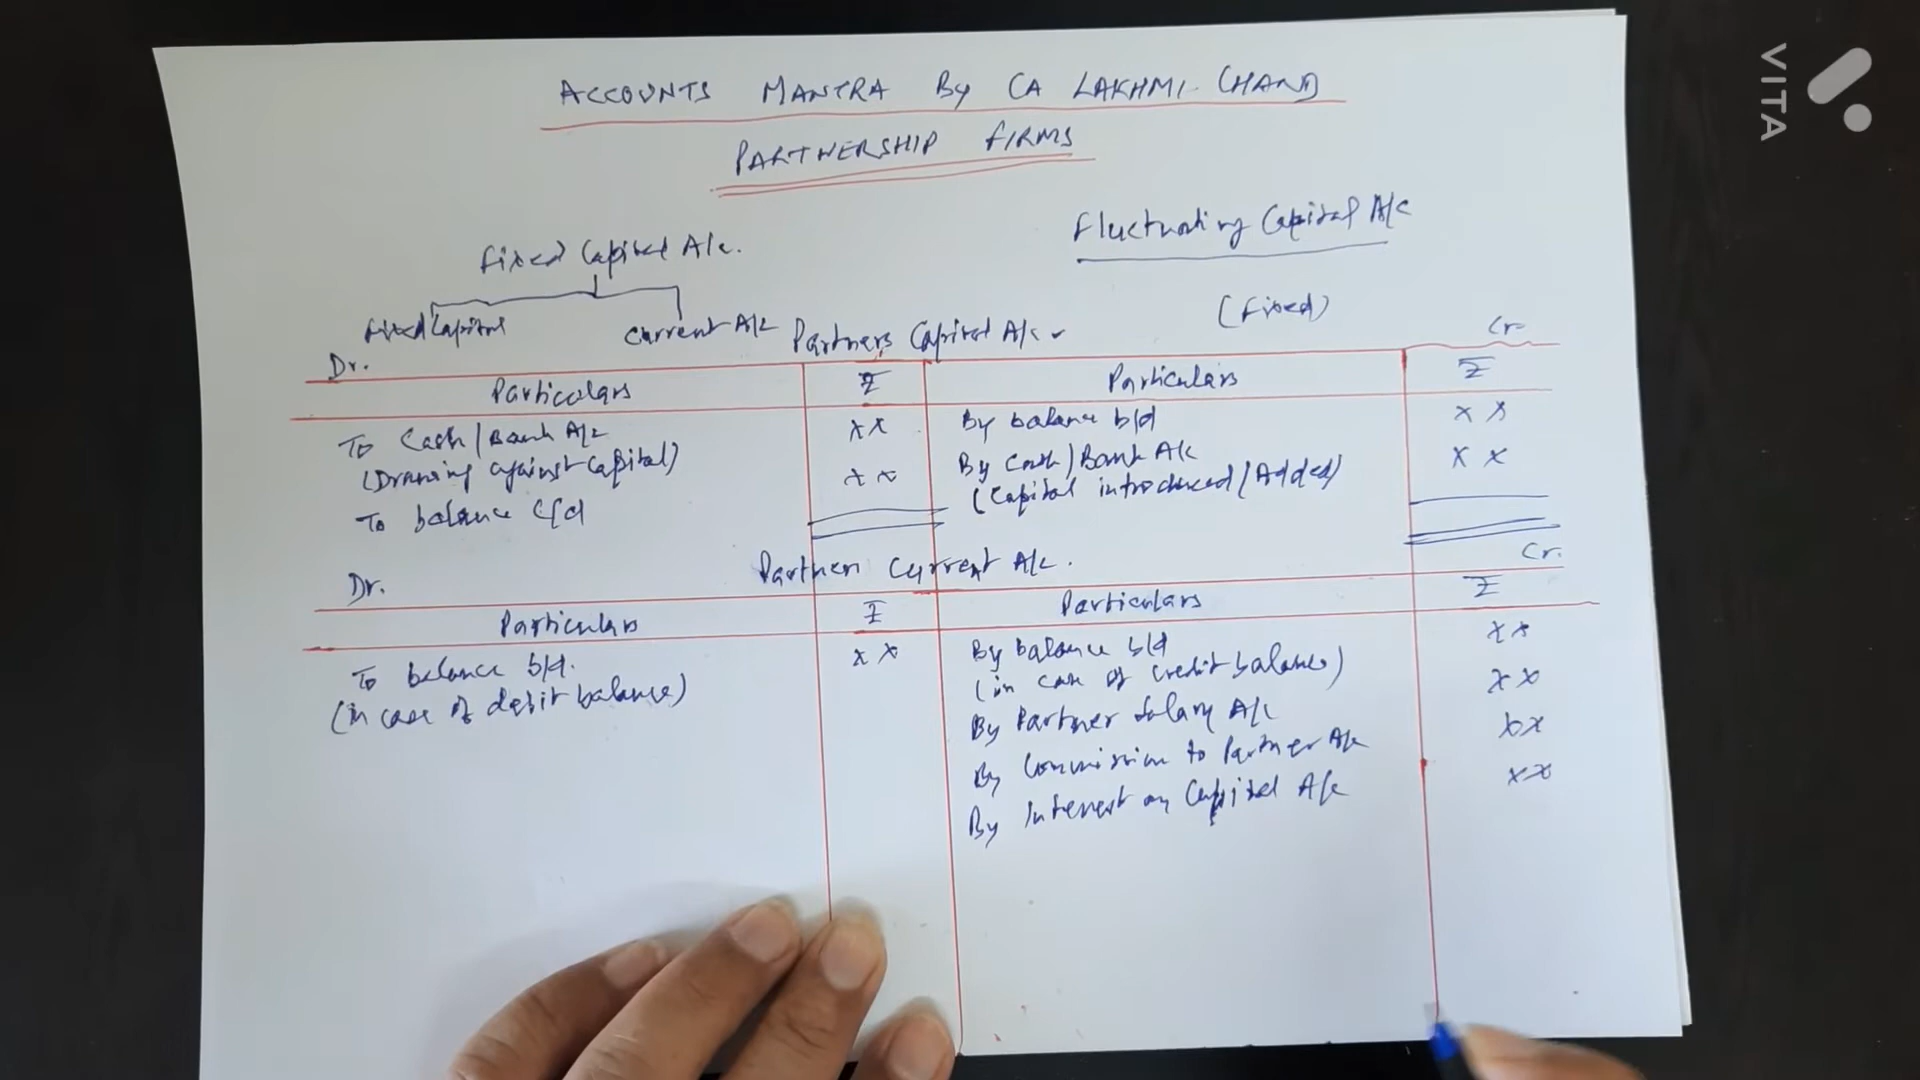 ACCOUNTS MANTRA By CA LAKHMI CHAND
PARTNERSHIP FIRMS
Fixed Capital A/c.
Fluctuating Capital A/c
Fixed Capital
Current A/c
Partners Capital A/c
(Fixed)
Dr.
Cr.
Particulars ₹ Particulars ₹
To Cash/Bank A/c xx By balance b/d xx
(Drawing against Capital) xx By Cash/Bank A/c xx
To balance c/d (Capital introduced/Added)
Dr. Partner Current A/c. Cr.
Particulars ₹ Particulars ₹
To balance b/d. xx By balance b/d xx
(in case of debit balance) (in case of credit balance) xx
By Partner Salary A/c xx
By Commission to Partner A/c xx
By Interest on Capital A/c
VITA